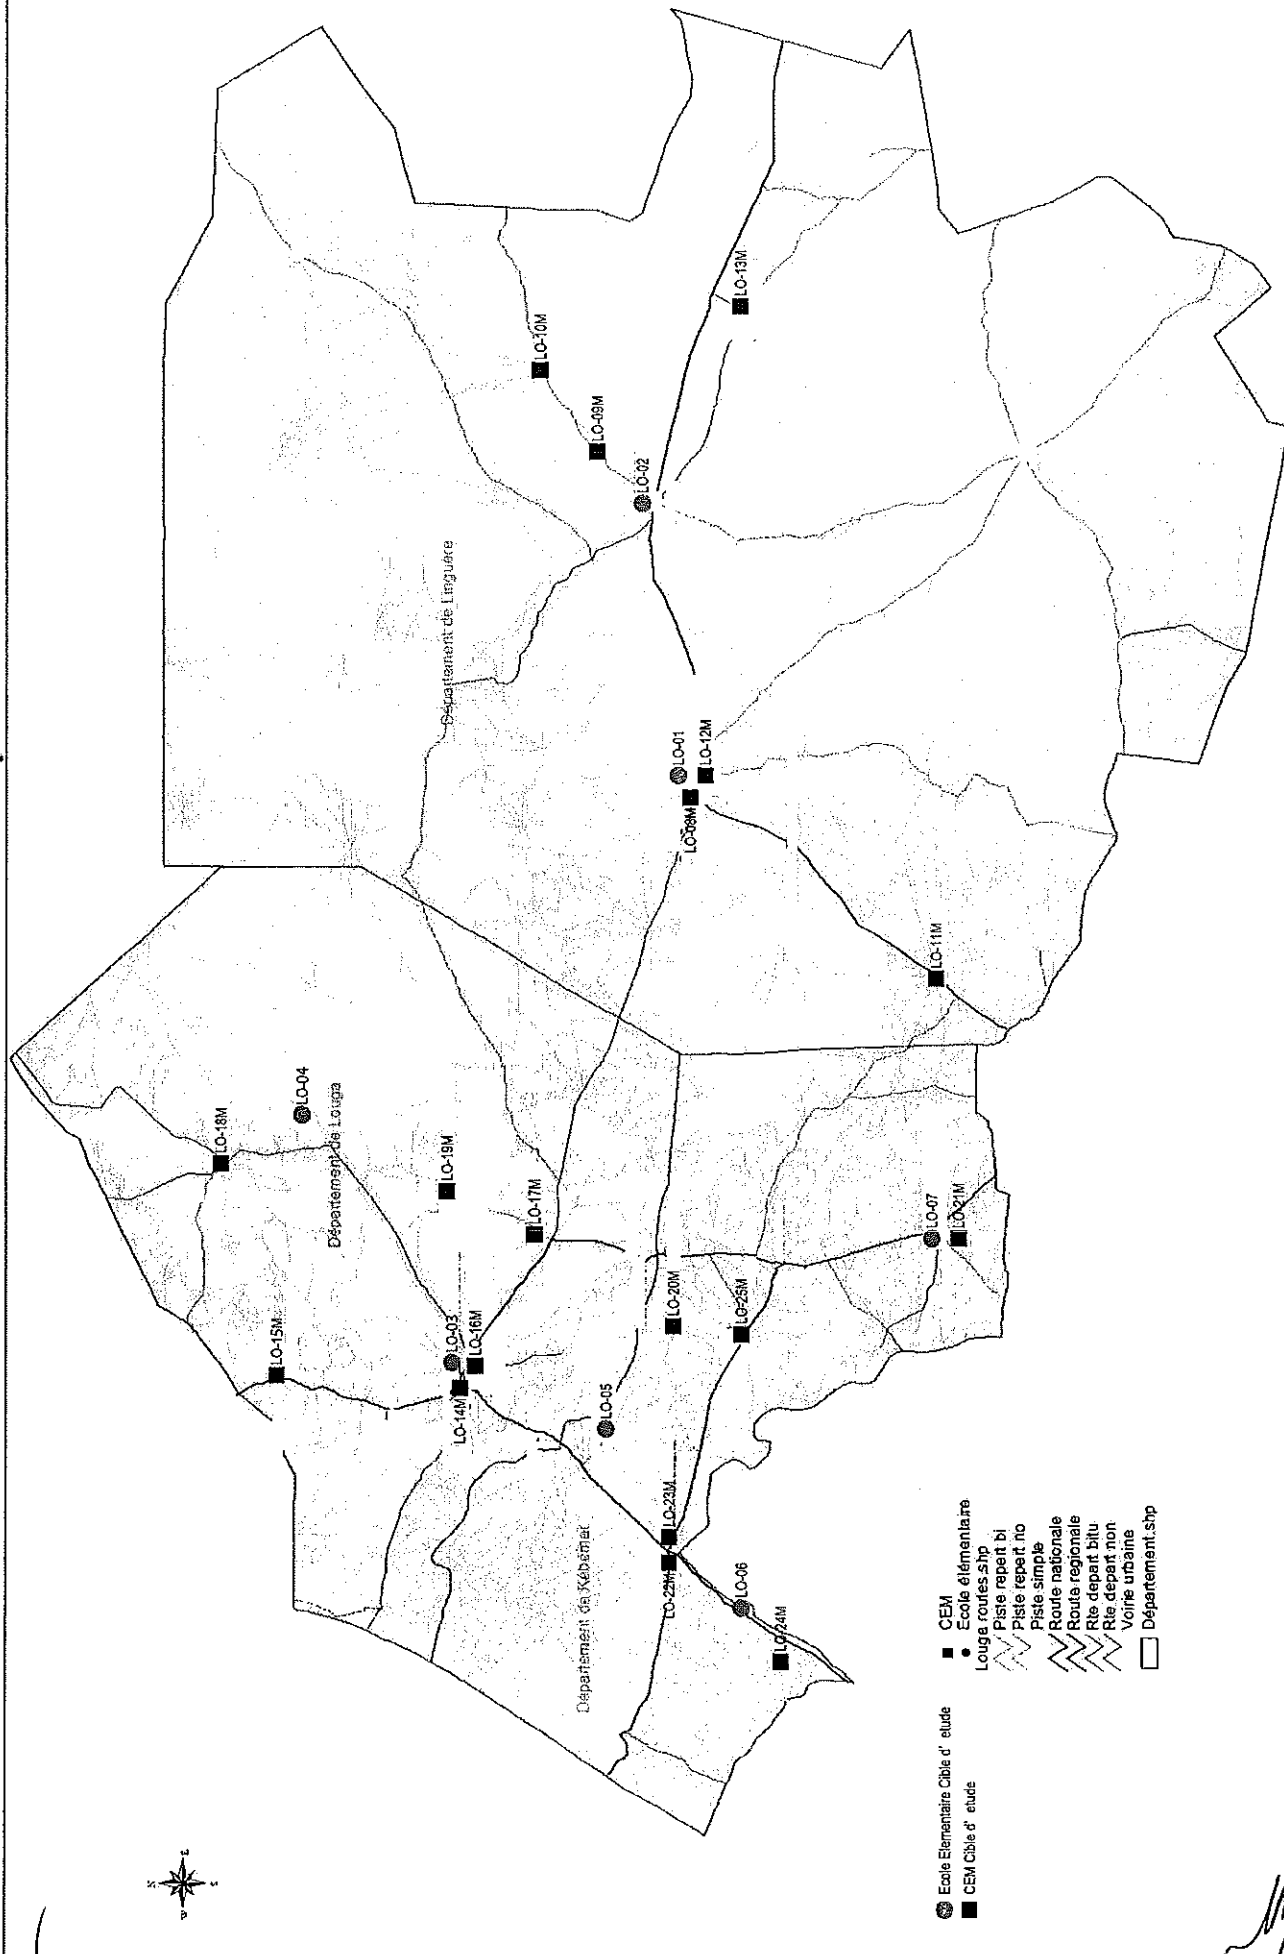 N
E
S
W
LO-10M
LO-13M
LO-09M
LO-02
Département de Linguère
LO-01
LO-12M
LO-08M
LO-11M
LO-04
LO-18M
Département de Louga
LO-19M
LO-17M
LO-15M
LO-03
LO-16M
LO-14M
LO-07
LO-21M
LO-20M
LO-25M
LO-05
LO-23M
LO-22M
LO-06
LO-24M
Département de Kébémer
Ecole Elementaire Cible d' etude
CEM Cible d' etude
CEM
Ecole élémentaire
Louga routes.shp
Piste repert bi
Piste repert no
Piste simple
Route nationale
Route regionale
Rte depart bitu
Rte depart non
Voirie urbaine
Département.shp